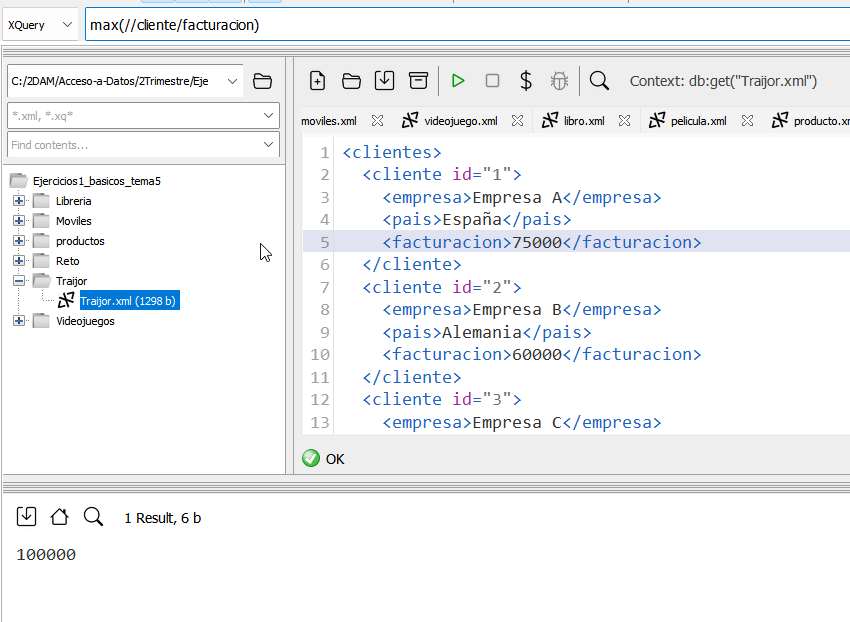 XQuery
max(//cliente/facturacion)
C:/2DAM/Acceso-a-Datos/2Trimestre/Eje
*.xml, *.xq*
Find contents...
Ejercicios1_basicos_tema5
Libreria
Moviles
productos
Reto
Traijor
Traijor.xml (1298 b)
Videojuegos
Context: db:get("Traijor.xml")
moviles.xml videojuego.xml libro.xml pelicula.xml producto.xm
1 <clientes>
2 <cliente id="1">
3 <empresa>Empresa A</empresa>
4 <pais>España</pais>
5 <facturacion>75000</facturacion>
6 </cliente>
7 <cliente id="2">
8 <empresa>Empresa B</empresa>
9 <pais>Alemania</pais>
10 <facturacion>60000</facturacion>
11 </cliente>
12 <cliente id="3">
13 <empresa>Empresa C</empresa>
OK
1 Result, 6 b
100000